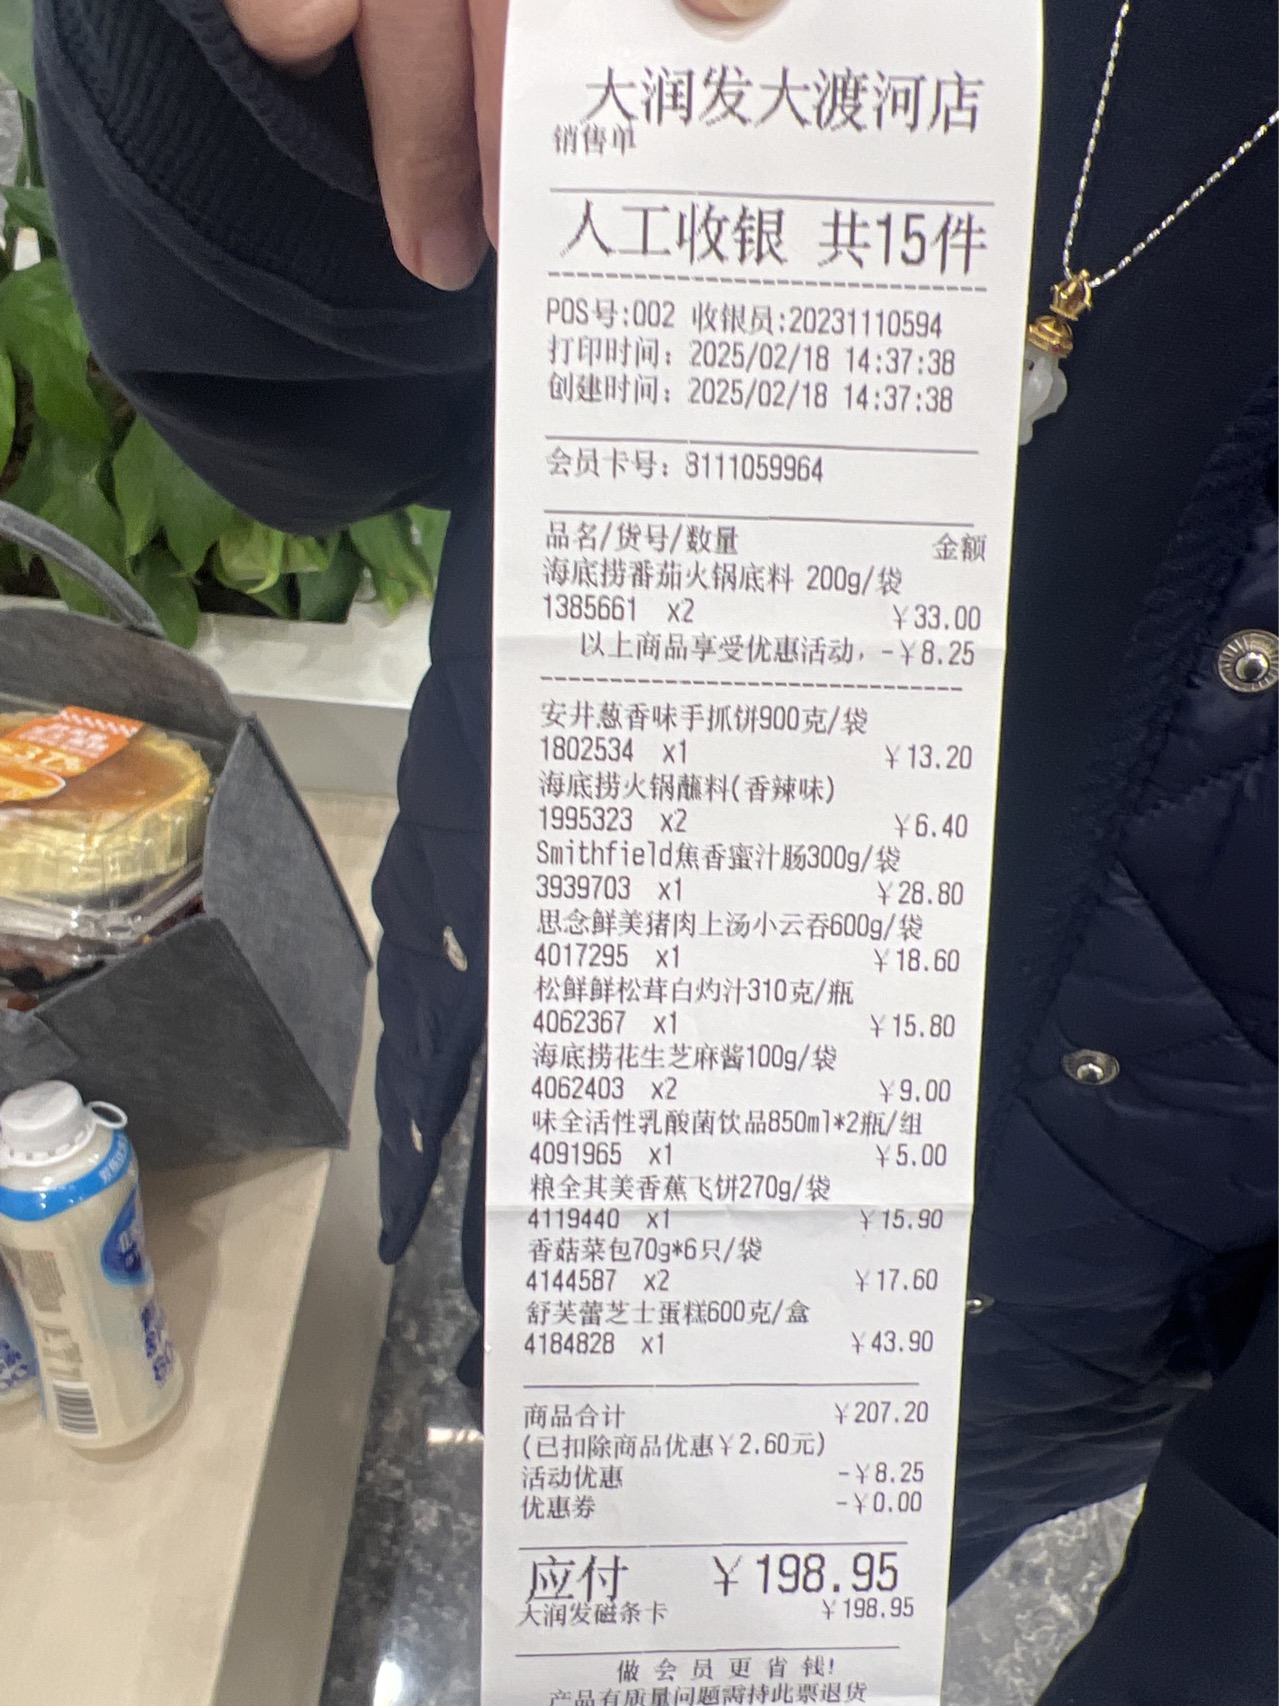 大润发大渡河店
销售单
人工收银 共15件
POS号:002 收银员:20231110594
打印时间：2025/02/18 14:37:38
创建时间：2025/02/18 14:37:38
会员卡号：8111059964
品名/货号/数量 金额
海底捞番茄火锅底料 200g/袋
1385661 x2 ￥33.00
以上商品享受优惠活动，-￥8.25
安井葱香味手抓饼900克/袋
1802534 x1 ￥13.20
海底捞火锅蘸料(香辣味)
1995323 x2 ￥6.40
Smithfield焦香蜜汁肠300g/袋
3939703 x1 ￥28.80
思念鲜美猪肉上汤小云吞600g/袋
4017295 x1 ￥18.60
松鲜鲜松茸白灼汁310克/瓶
4062367 x1 ￥15.80
海底捞花生芝麻酱100g/袋
4062403 x2 ￥9.00
味全活性乳酸菌饮品850ml*2瓶/组
4091965 x1 ￥5.00
粮全其美香蕉飞饼270g/袋
4119440 x1 ￥15.90
香菇菜包70g*6只/袋
4144587 x2 ￥17.60
舒芙蕾芝士蛋糕600克/盒
4184828 x1 ￥43.90
商品合计 ￥207.20
(已扣除商品优惠￥2.60元)
活动优惠 -￥8.25
优惠券 -￥0.00
应付 ￥198.95
大润发磁条卡 ￥198.95
做 会 员 更 省 钱!
产品有质量问题需持此票退货